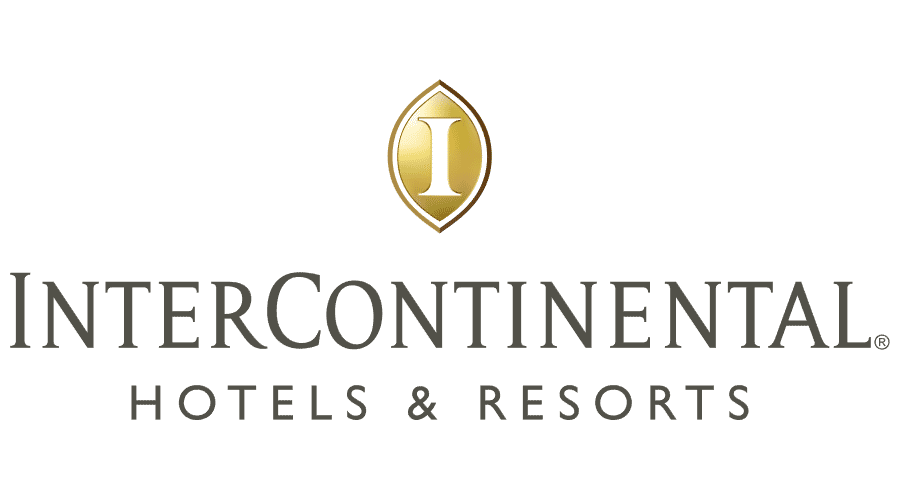 I
INTERCONTINENTAL®
HOTELS & RESORTS